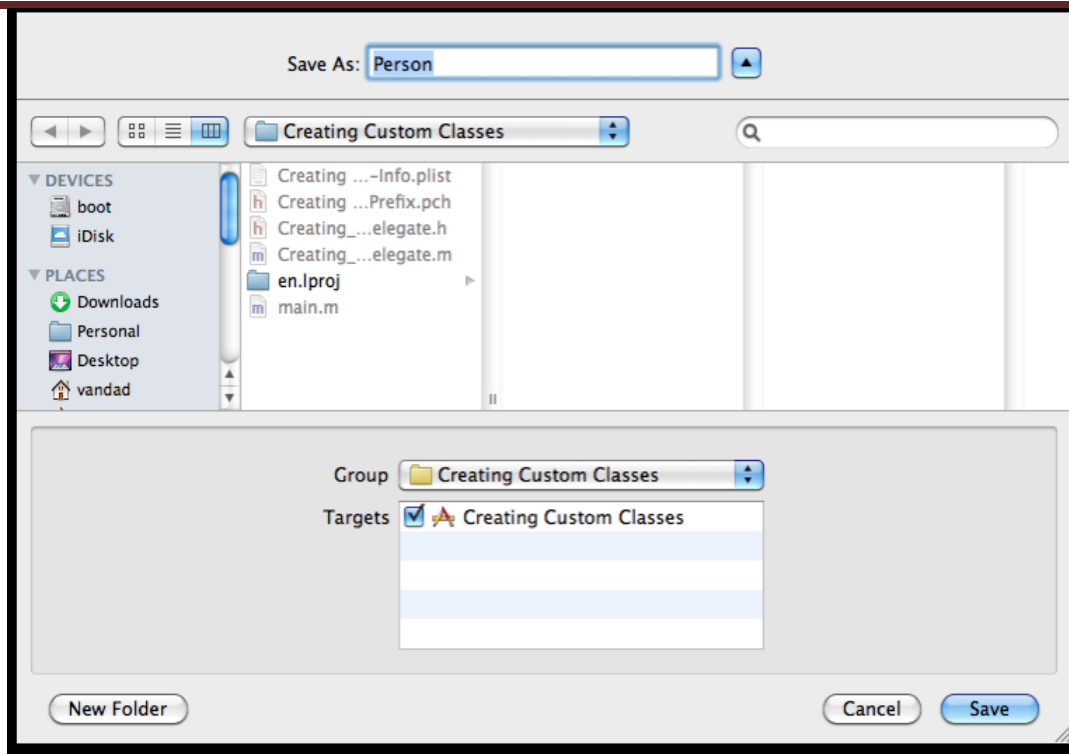 Save As: Person
Creating Custom Classes
DEVICES
boot
iDisk
PLACES
Downloads
Personal
Desktop
vandad
Creating ...-Info.plist
Creating ...Prefix.pch
Creating_...elegate.h
Creating_...elegate.m
en.lproj
main.m
Group Creating Custom Classes
Targets Creating Custom Classes
New Folder Cancel Save